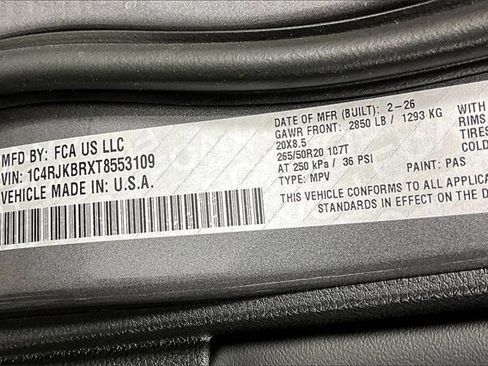 MFD BY: FCA US LLC
VIN: 1C4RJKBRXT8553109
VEHICLE MADE IN: U.S.A.
DATE OF MFR (BUILT): 2-26
GAWR FRONT: 2850 LB / 1293 KG
20X8.5
265/50R20 107T
AT 250 kPa / 36 PSI
TYPE: MPV PAINT: PAS
THIS VEHICLE CONFORMS TO ALL APPLICA
STANDARDS IN EFFECT ON THE D
WITH
RIMS
TIRES